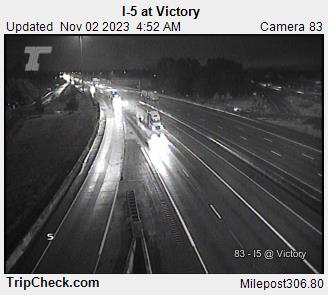 I-5 at Victory
Updated Nov 02 2023 4:52 AM Camera 83
T
S
83 - I5 @ Victory
TripCheck.com Milepost306.80